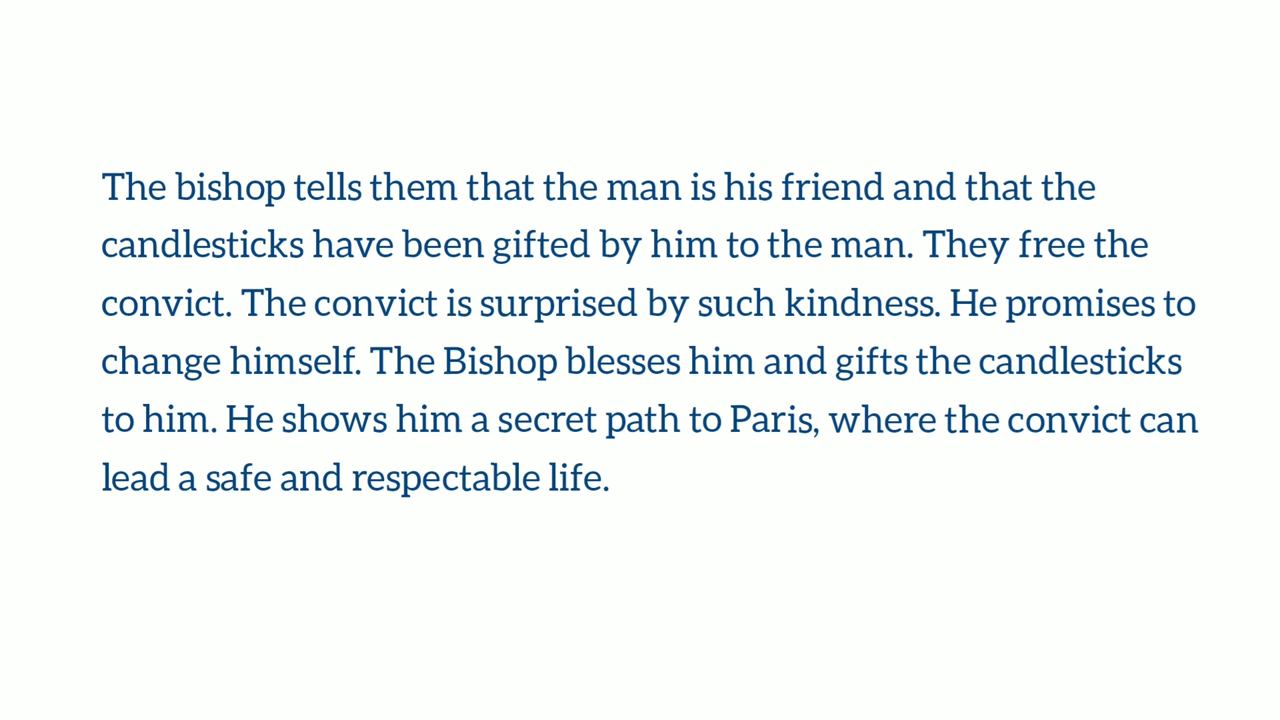 The bishop tells them that the man is his friend and that the
candlesticks have been gifted by him to the man. They free the
convict. The convict is surprised by such kindness. He promises to
change himself. The Bishop blesses him and gifts the candlesticks
to him. He shows him a secret path to Paris, where the convict can
lead a safe and respectable life.